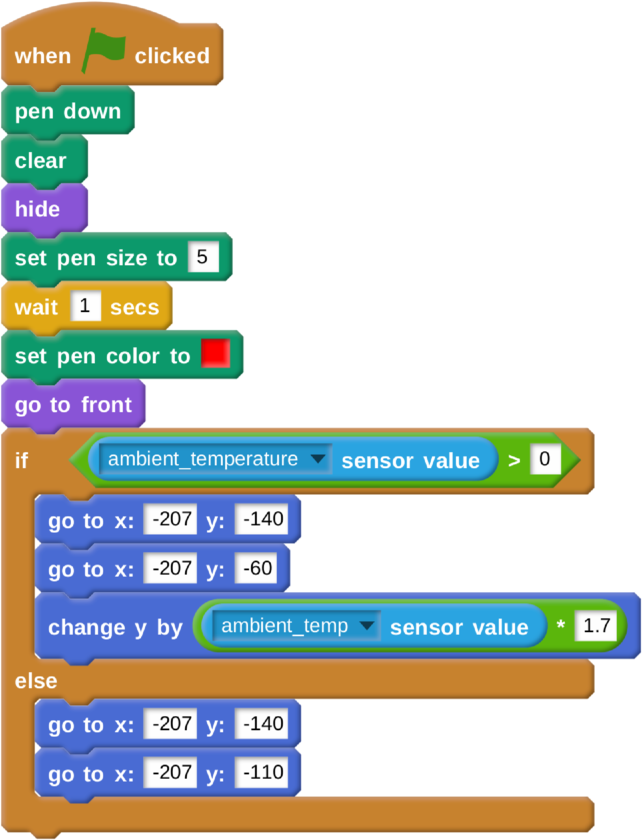 when clicked
pen down
clear
hide
set pen size to 5
wait 1 secs
set pen color to
go to front
if ambient_temperature sensor value > 0
go to x: -207 y: -140
go to x: -207 y: -60
change y by ambient_temp sensor value * 1.7
else
go to x: -207 y: -140
go to x: -207 y: -110